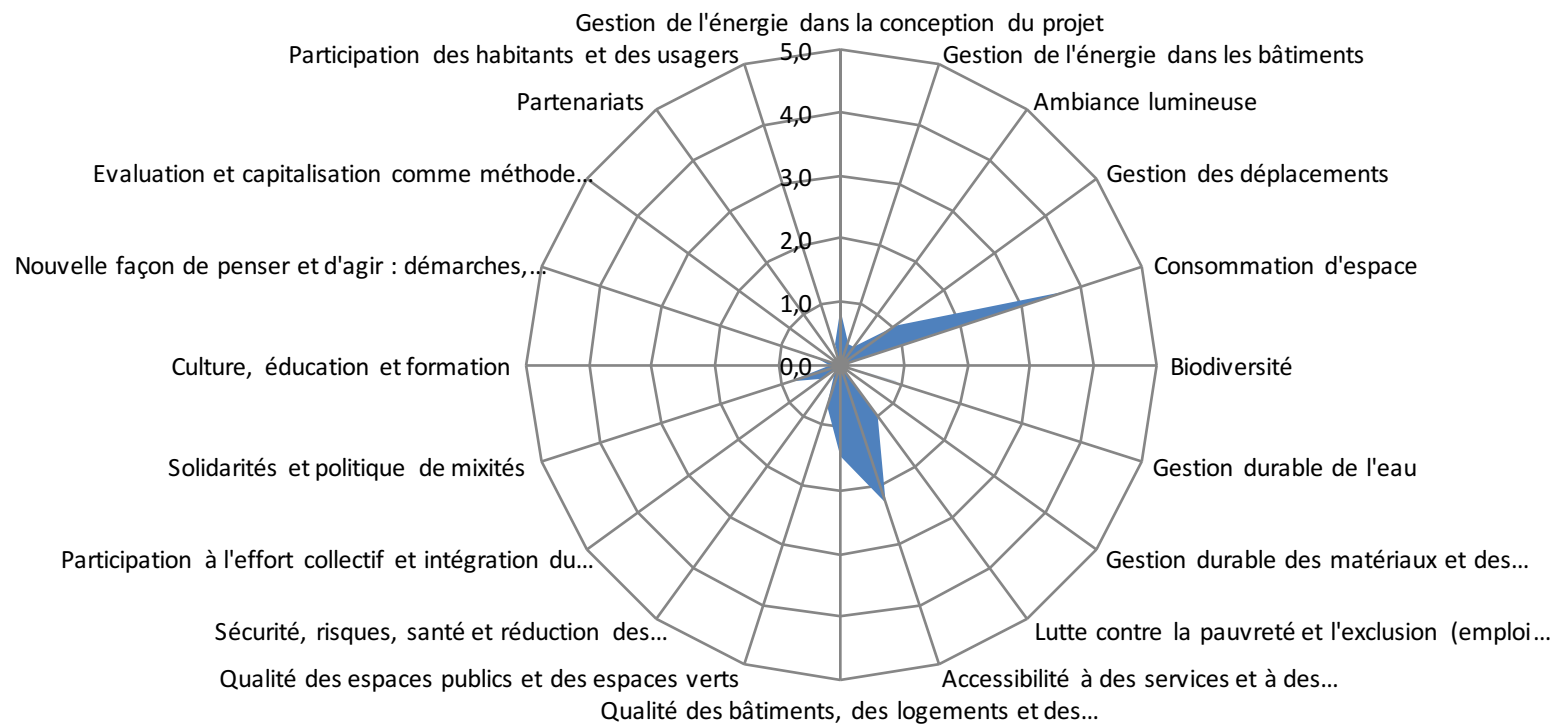 Gestion de l'énergie dans la conception du projet
Participation des habitants et des usagers
5,0
Gestion de l'énergie dans les bâtiments
Partenariats
4,0
Ambiance lumineuse
Evaluation et capitalisation comme méthode...
3,0
Gestion des déplacements
2,0
Nouvelle façon de penser et d'agir : démarches,...
Consommation d'espace
1,0
Culture, éducation et formation
0,0
Biodiversité
Solidarités et politique de mixités
Gestion durable de l'eau
Participation à l'effort collectif et intégration du...
Gestion durable des matériaux et des...
Sécurité, risques, santé et réduction des...
Lutte contre la pauvreté et l'exclusion (emploi...
Qualité des espaces publics et des espaces verts
Accessibilité à des services et à des...
Qualité des bâtiments, des logements et des...